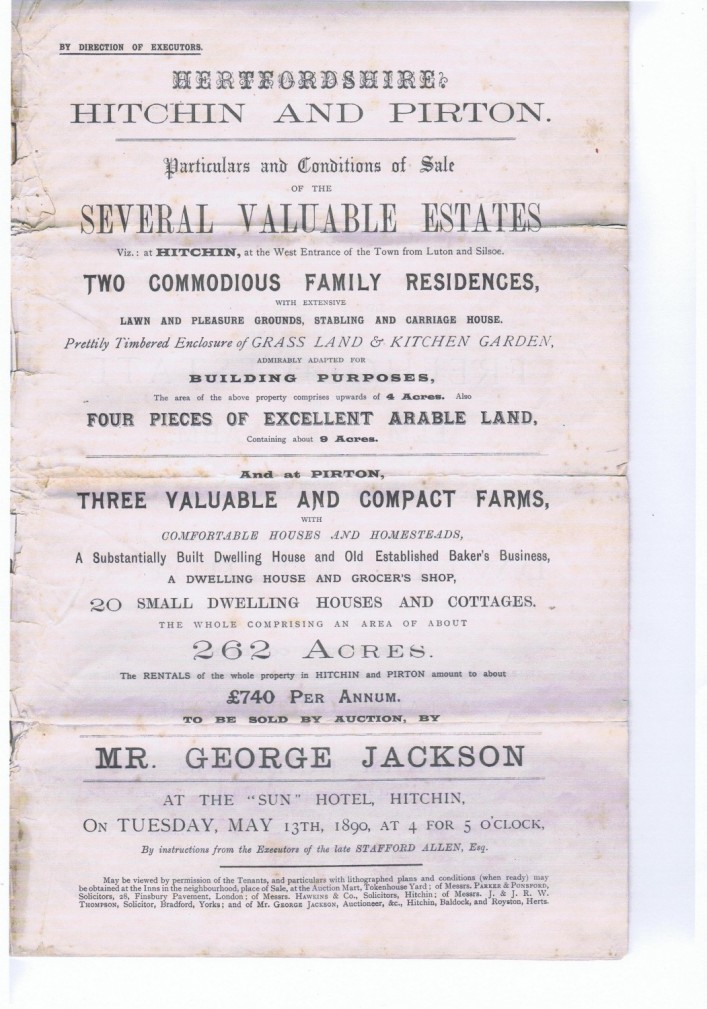 BY DIRECTION OF EXECUTORS.
HERTFORDSHIRE.
HITCHIN AND PIRTON.
Particulars and Conditions of Sale
OF THE
SEVERAL VALUABLE ESTATES
Viz.: at HITCHIN, at the West Entrance of the Town from Luton and Silsoe.
TWO COMMODIOUS FAMILY RESIDENCES,
WITH EXTENSIVE
LAWN AND PLEASURE GROUNDS, STABLING AND CARRIAGE HOUSE.
Prettily Timbered Enclosure of GRASS LAND & KITCHEN GARDEN,
ADMIRABLY ADAPTED FOR
BUILDING PURPOSES,
The area of the above property comprises upwards of 4 Acres. Also
FOUR PIECES OF EXCELLENT ARABLE LAND,
Containing about 9 Acres.
And at PIRTON,
THREE VALUABLE AND COMPACT FARMS,
WITH
COMFORTABLE HOUSES AND HOMESTEADS,
A Substantially Built Dwelling House and Old Established Baker's Business,
A DWELLING HOUSE AND GROCER'S SHOP,
20 SMALL DWELLING HOUSES AND COTTAGES.
THE WHOLE COMPRISING AN AREA OF ABOUT
262 ACRES.
The RENTALS of the whole property in HITCHIN and PIRTON amount to about
£740 PER ANNUM.
TO BE SOLD BY AUCTION, BY
MR. GEORGE JACKSON
AT THE "SUN" HOTEL, HITCHIN,
ON TUESDAY, MAY 13TH, 1890, AT 4 FOR 5 O'CLOCK,
By instructions from the Executors of the late STAFFORD ALLEN, Esq.
May be viewed by permission of the Tenants, and particulars with lithographed plans and conditions (when ready) may
be obtained at the Inns in the neighbourhood, place of Sale, at the Auction Mart, Tokenhouse Yard; of Messrs. PARKER & PONSFORD,
Solicitors, 28, Finsbury Pavement, London; of Messrs. HAWKINS & Co., Solicitors, Hitchin; of Messrs. J. & J. R. W.
THOMPSON, Solicitor, Bradford, Yorks; and of Mr. GEORGE JACKSON, Auctioneer, &c., Hitchin, Baldock, and Royston, Herts.